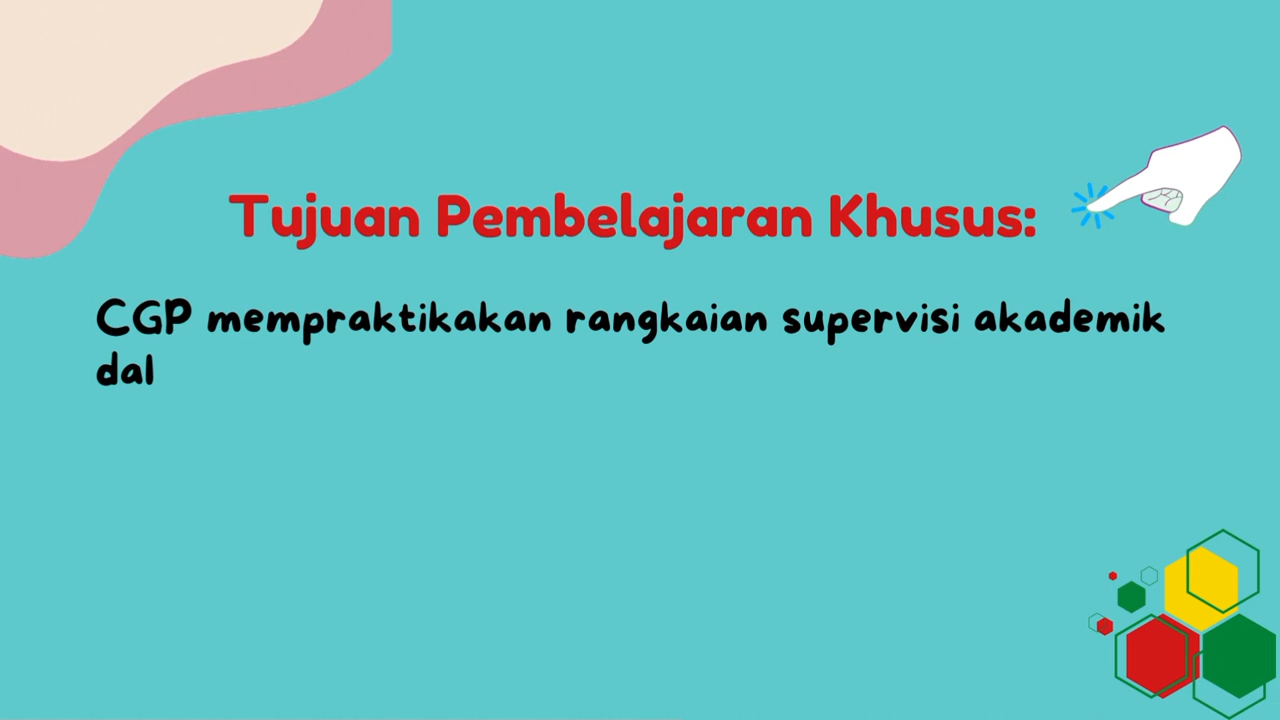 Tujuan Pembelajaran Khusus:
CGP mempraktikakan rangkaian supervisi akademik
dal